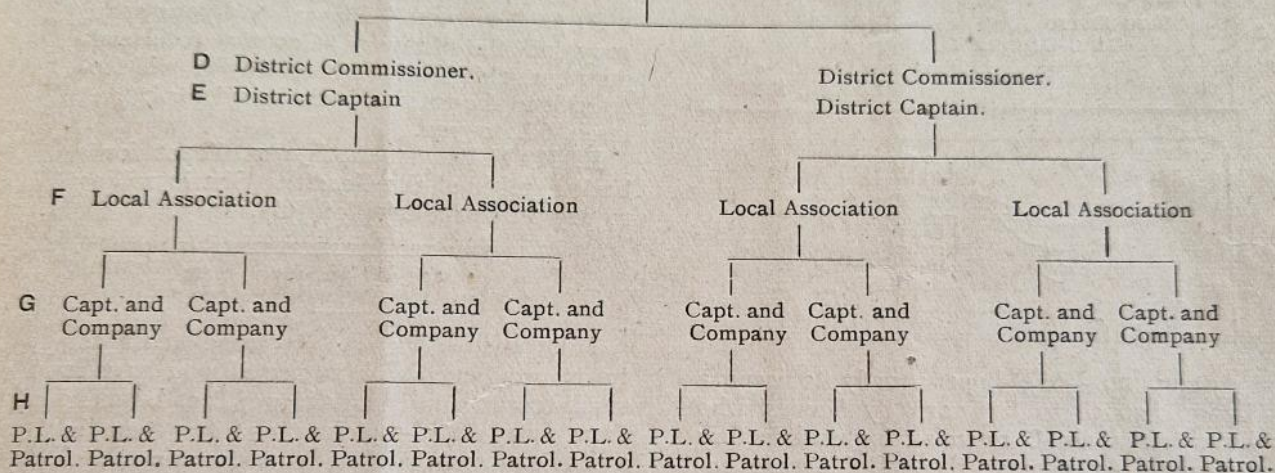 D District Commissioner. District Commissioner.
E District Captain District Captain.
F Local Association Local Association Local Association Local Association
G Capt. and Capt. and Capt. and Capt. and Capt. and Capt. and Capt. and Capt. and
Company Company Company Company Company Company Company Company
H
P.L. & P.L. & P.L. & P.L. & P.L. & P.L. & P.L. & P.L. & P.L. & P.L. & P.L. & P.L. & P.L. & P.L. & P.L. & P.L. &
Patrol. Patrol. Patrol. Patrol. Patrol. Patrol. Patrol. Patrol. Patrol. Patrol. Patrol. Patrol. Patrol. Patrol. Patrol. Patrol.